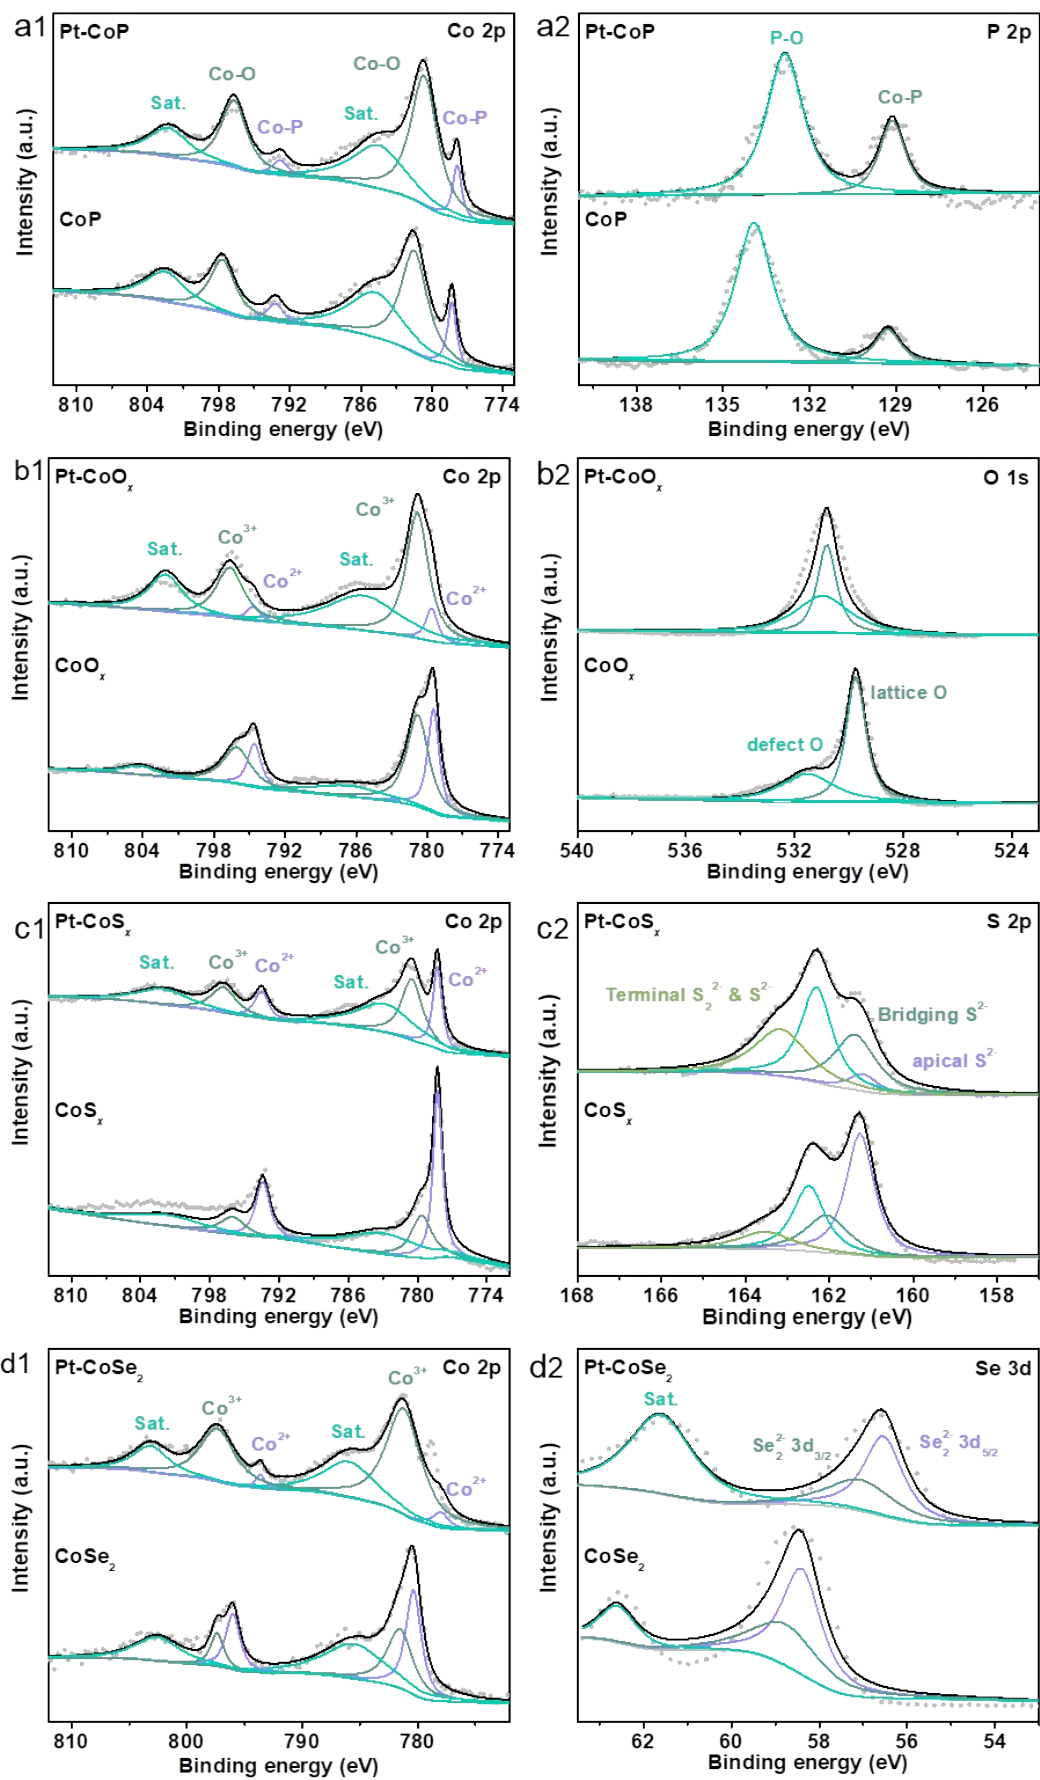 a1
Pt-CoP
Co 2p
Co-O
Co-O
Sat.
Sat.
Co-P
Co-P
CoP
Intensity (a.u.)
810 804 798 792 786 780 774
Binding energy (eV)
a2
Pt-CoP
P 2p
P-O
Co-P
CoP
Intensity (a.u.)
138 135 132 129 126
Binding energy (eV)
b1
Pt-CoOₓ
Co 2p
Co³⁺
Co³⁺
Sat.
Sat.
Co²⁺
Co²⁺
CoOₓ
Intensity (a.u.)
810 804 798 792 786 780 774
Binding energy (eV)
b2
Pt-CoOₓ
O 1s
CoOₓ
lattice O
defect O
Intensity (a.u.)
540 536 532 528 524
Binding energy (eV)
c1
Pt-CoSₓ
Co 2p
Co³⁺
Sat.
Co³⁺
Co²⁺
Sat.
Co²⁺
CoSₓ
Intensity (a.u.)
810 804 798 792 786 780 774
Binding energy (eV)
c2
Pt-CoSₓ
S 2p
Terminal S₂²⁻ & S²⁻
Bridging S²⁻
apical S²⁻
CoSₓ
Intensity (a.u.)
168 166 164 162 160 158
Binding energy (eV)
d1
Pt-CoSe₂
Co 2p
Co³⁺
Co³⁺
Sat.
Sat.
Co²⁺
Co²⁺
CoSe₂
Intensity (a.u.)
810 800 790 780
Binding energy (eV)
d2
Pt-CoSe₂
Se 3d
Sat.
Se₂²⁻ 3d₃/₂
Se₂²⁻ 3d₅/₂
CoSe₂
Intensity (a.u.)
62 60 58 56 54
Binding energy (eV)